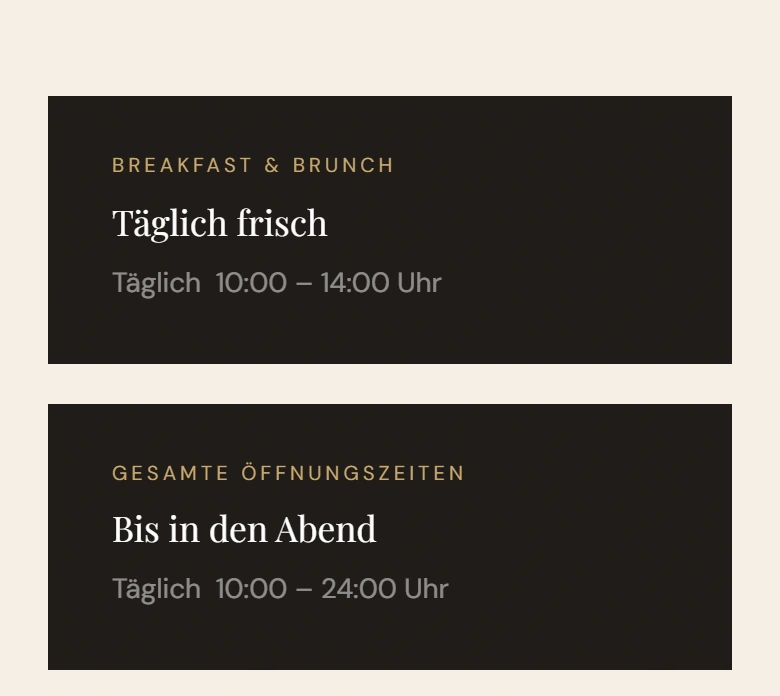 BREAKFAST & BRUNCH
Täglich frisch
Täglich 10:00 – 14:00 Uhr
GESAMTE ÖFFNUNGSZEITEN
Bis in den Abend
Täglich 10:00 – 24:00 Uhr